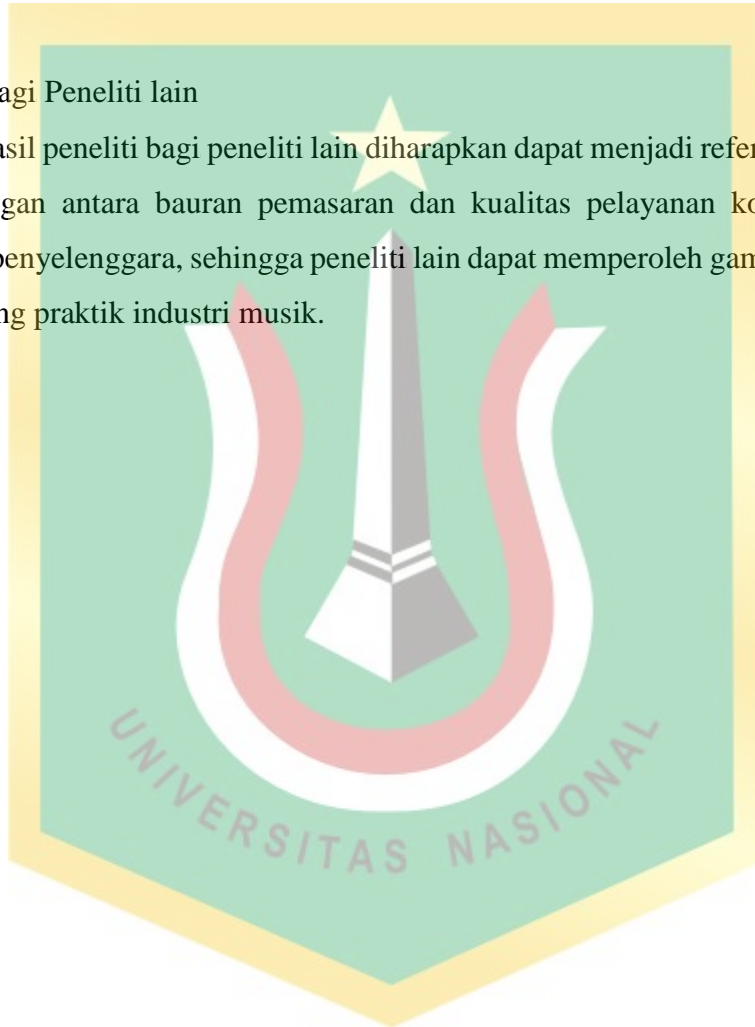 agi Peneliti lain
asil peneliti bagi peneliti lain diharapkan dapat menjadi refer
gan antara bauran pemasaran dan kualitas pelayanan ko
penyelenggara, sehingga peneliti lain dapat memperoleh gam
ng praktik industri musik.
UNIVERSITAS NASIONAL